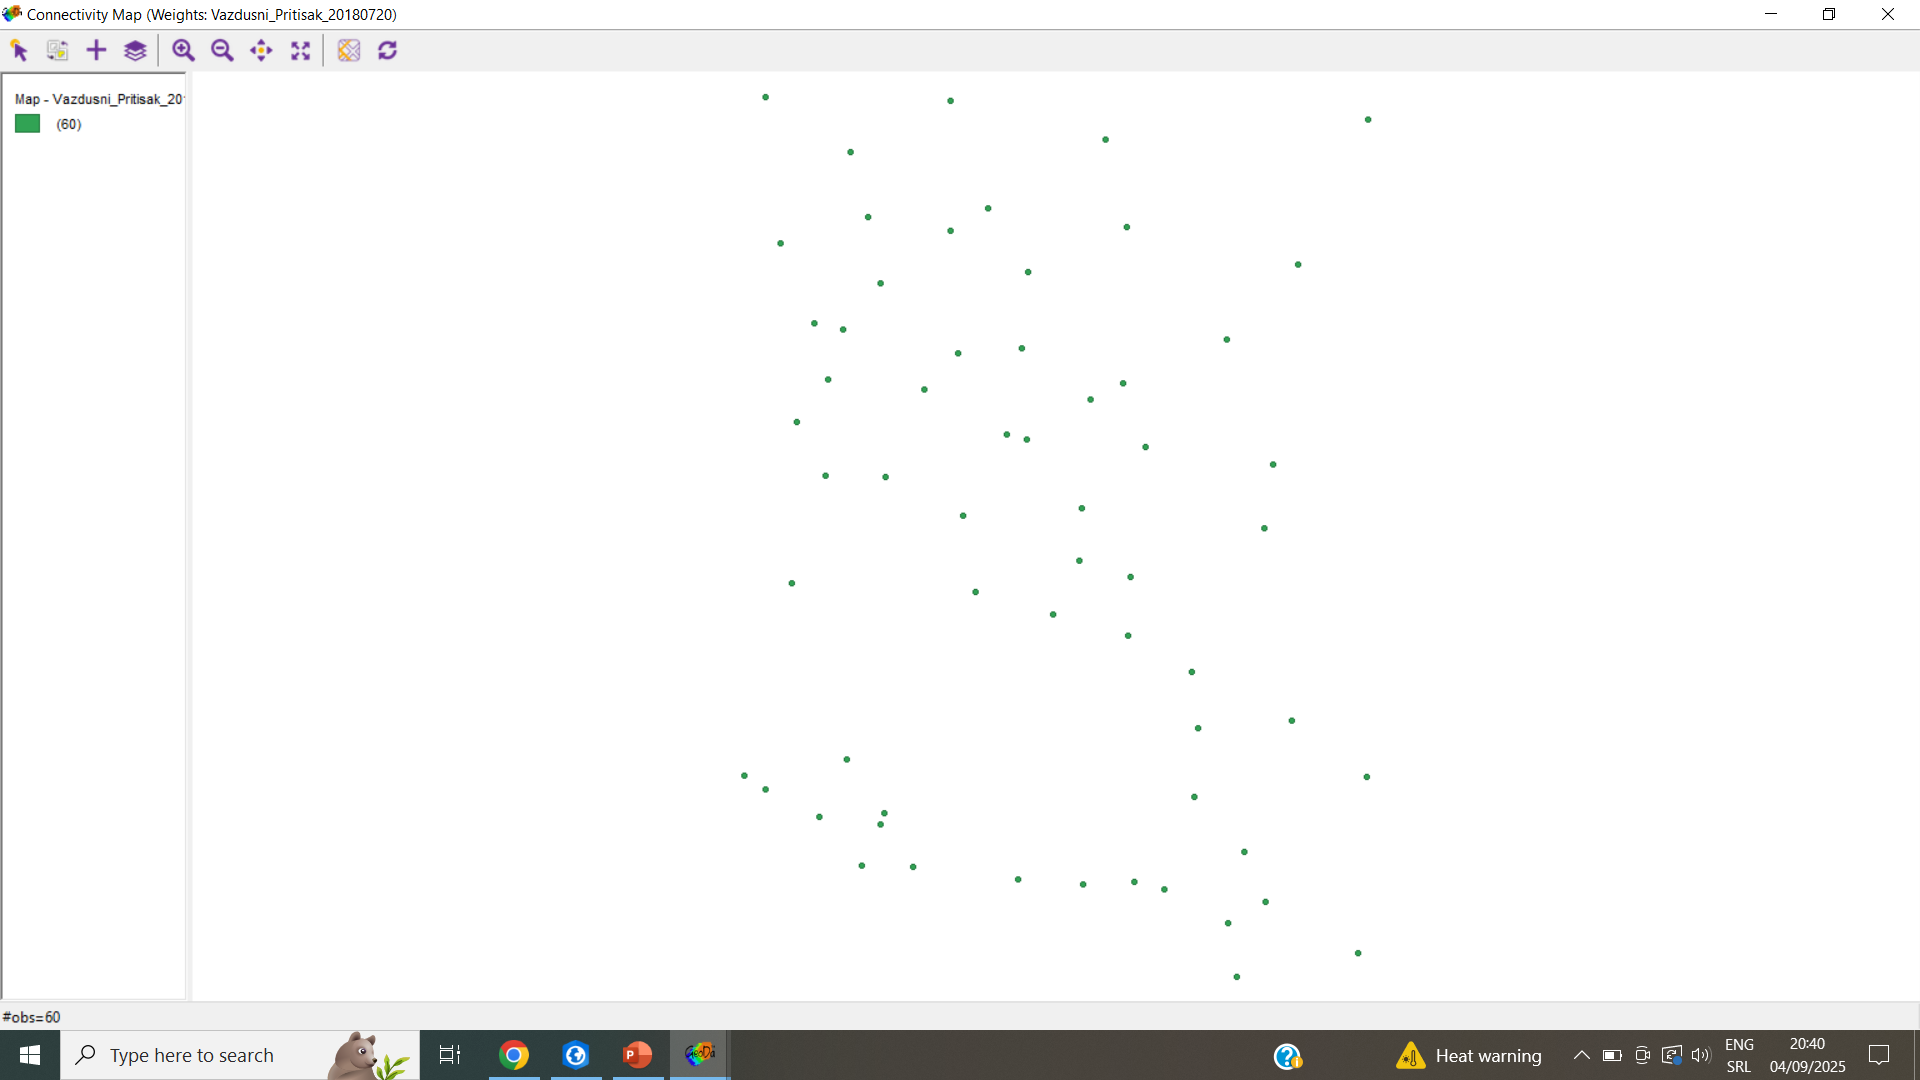 Connectivity Map (Weights: Vazdusni_Pritisak_20180720)
Map - Vazdusni_Pritisak_20
(60)
#obs=60
Type here to search
GeoDa
Heat warning
ENG
SRL
20:40
04/09/2025